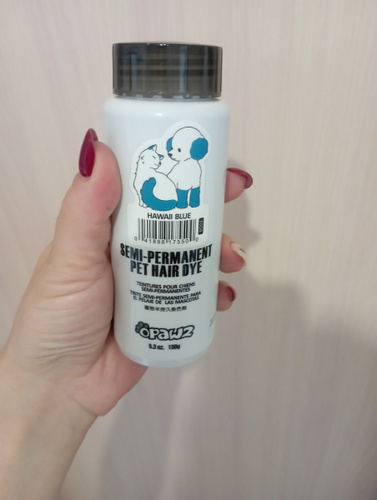 HAWAII BLUE
SEMI-PERMANENT
PET HAIR DYE
TEINTURES POUR CHIENS
SEMI-PERMANENTES
TINTE SEMI-PERMANENTE PARA
EL PELAJE DE LAS MASCOTAS
寵物半持久染色劑
OPAWZ
5.3 oz. 150g